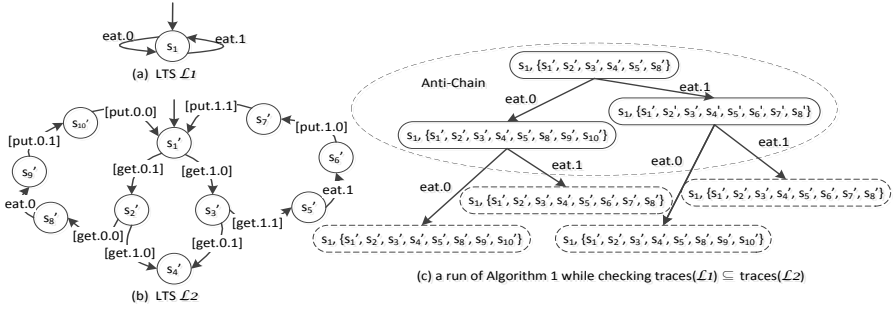 eat.0
s1
eat.1
(a) LTS ℒ1
s1, {s1', s2', s3', s4', s5', s8'}
Anti-Chain
eat.0
eat.1
s1, {s1', s2', s3', s4', s5', s8', s9', s10'}
s1, {s1', s2', s3', s4', s5', s6', s7', s8'}
eat.0
eat.1
eat.0
eat.1
s1, {s1', s2', s3', s4', s5', s6', s7', s8'}
s1, {s1', s2', s3', s4', s5', s6', s7', s8'}
s1, {s1', s2', s3', s4', s5', s8', s9', s10'}
s1, {s1', s2', s3', s4', s5', s8', s9', s10'}
(c) a run of Algorithm 1 while checking traces(ℒ1) ⊆ traces(ℒ2)
s10'
[put.0.0]
[put.1.1]
s7'
[put.0.1]
s1'
[put.1.0]
s9'
[get.0.1]
[get.1.0]
s6'
eat.0
s2'
s3'
eat.1
s8'
[get.0.0]
[get.1.1]
s5'
[get.1.0]
[get.0.1]
s4'
(b) LTS ℒ2